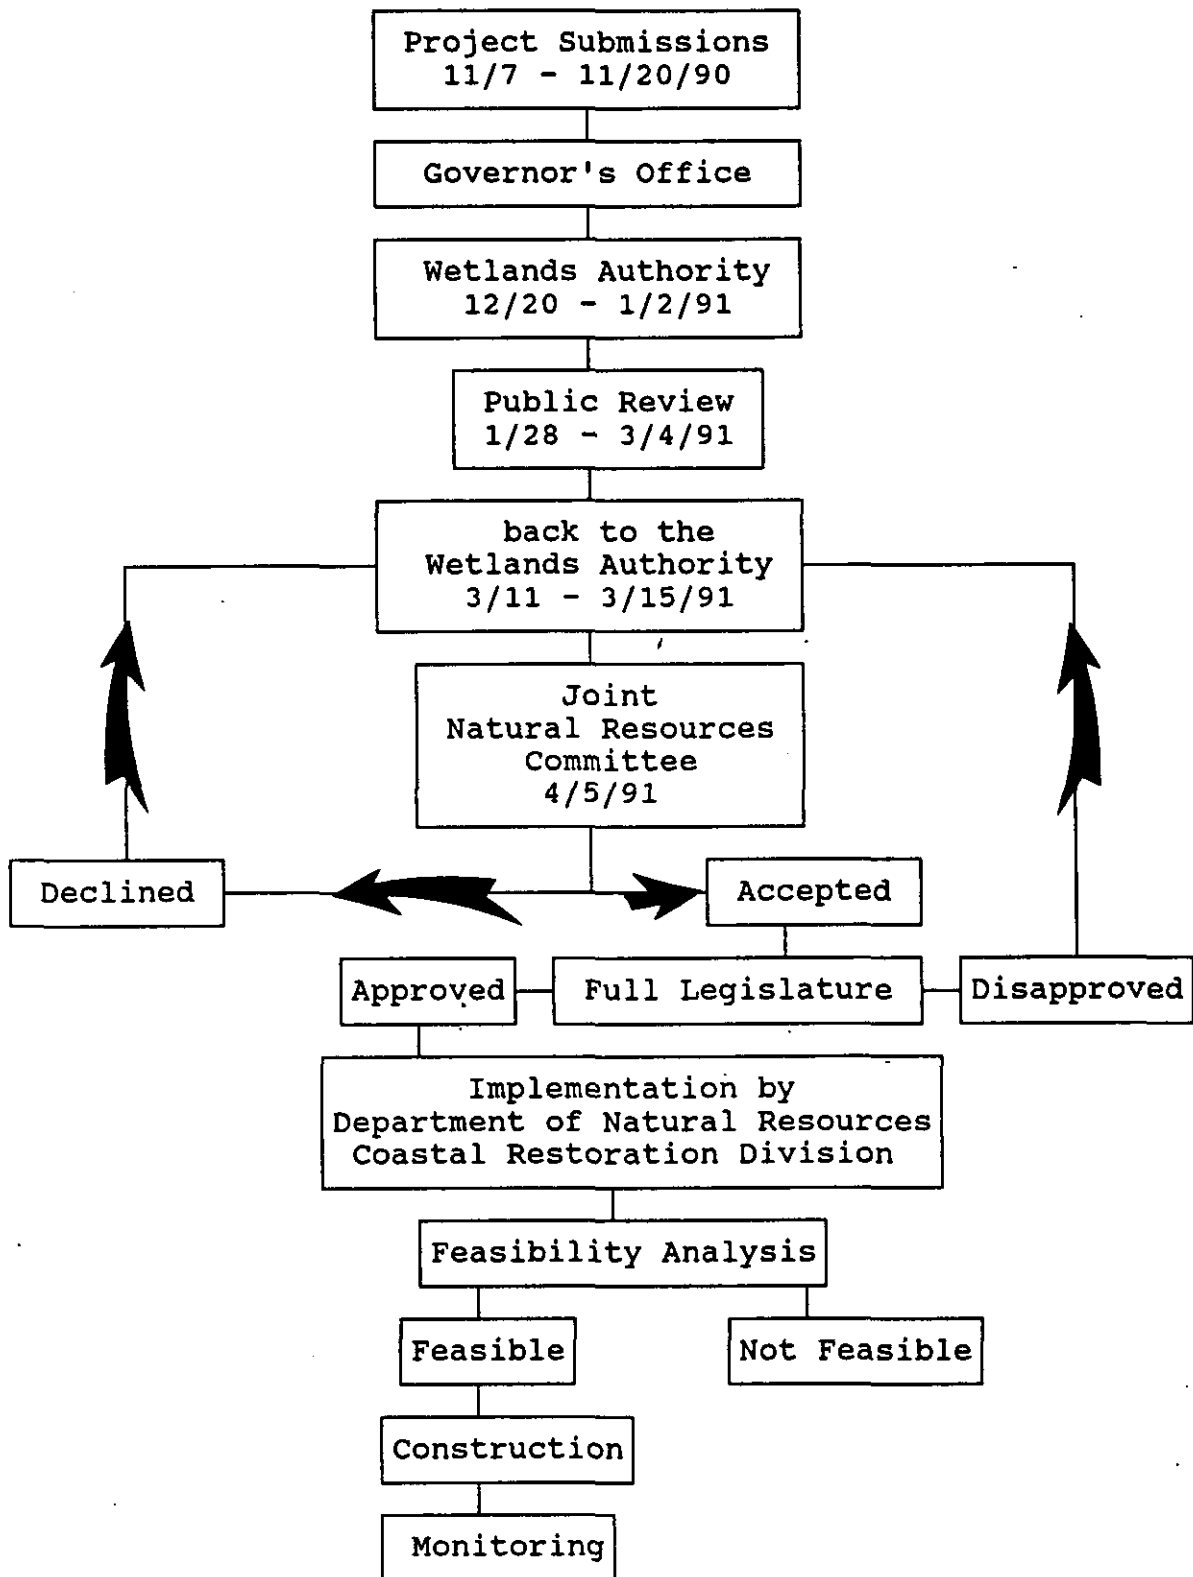 Project Submissions
11/7 - 11/20/90
Governor's Office
Wetlands Authority
12/20 - 1/2/91
Public Review
1/28 - 3/4/91
back to the
Wetlands Authority
3/11 - 3/15/91
Joint
Natural Resources
Committee
4/5/91
Declined
Accepted
Approved
Full Legislature
Disapproved
Implementation by
Department of Natural Resources
Coastal Restoration Division
Feasibility Analysis
Feasible
Not Feasible
Construction
Monitoring